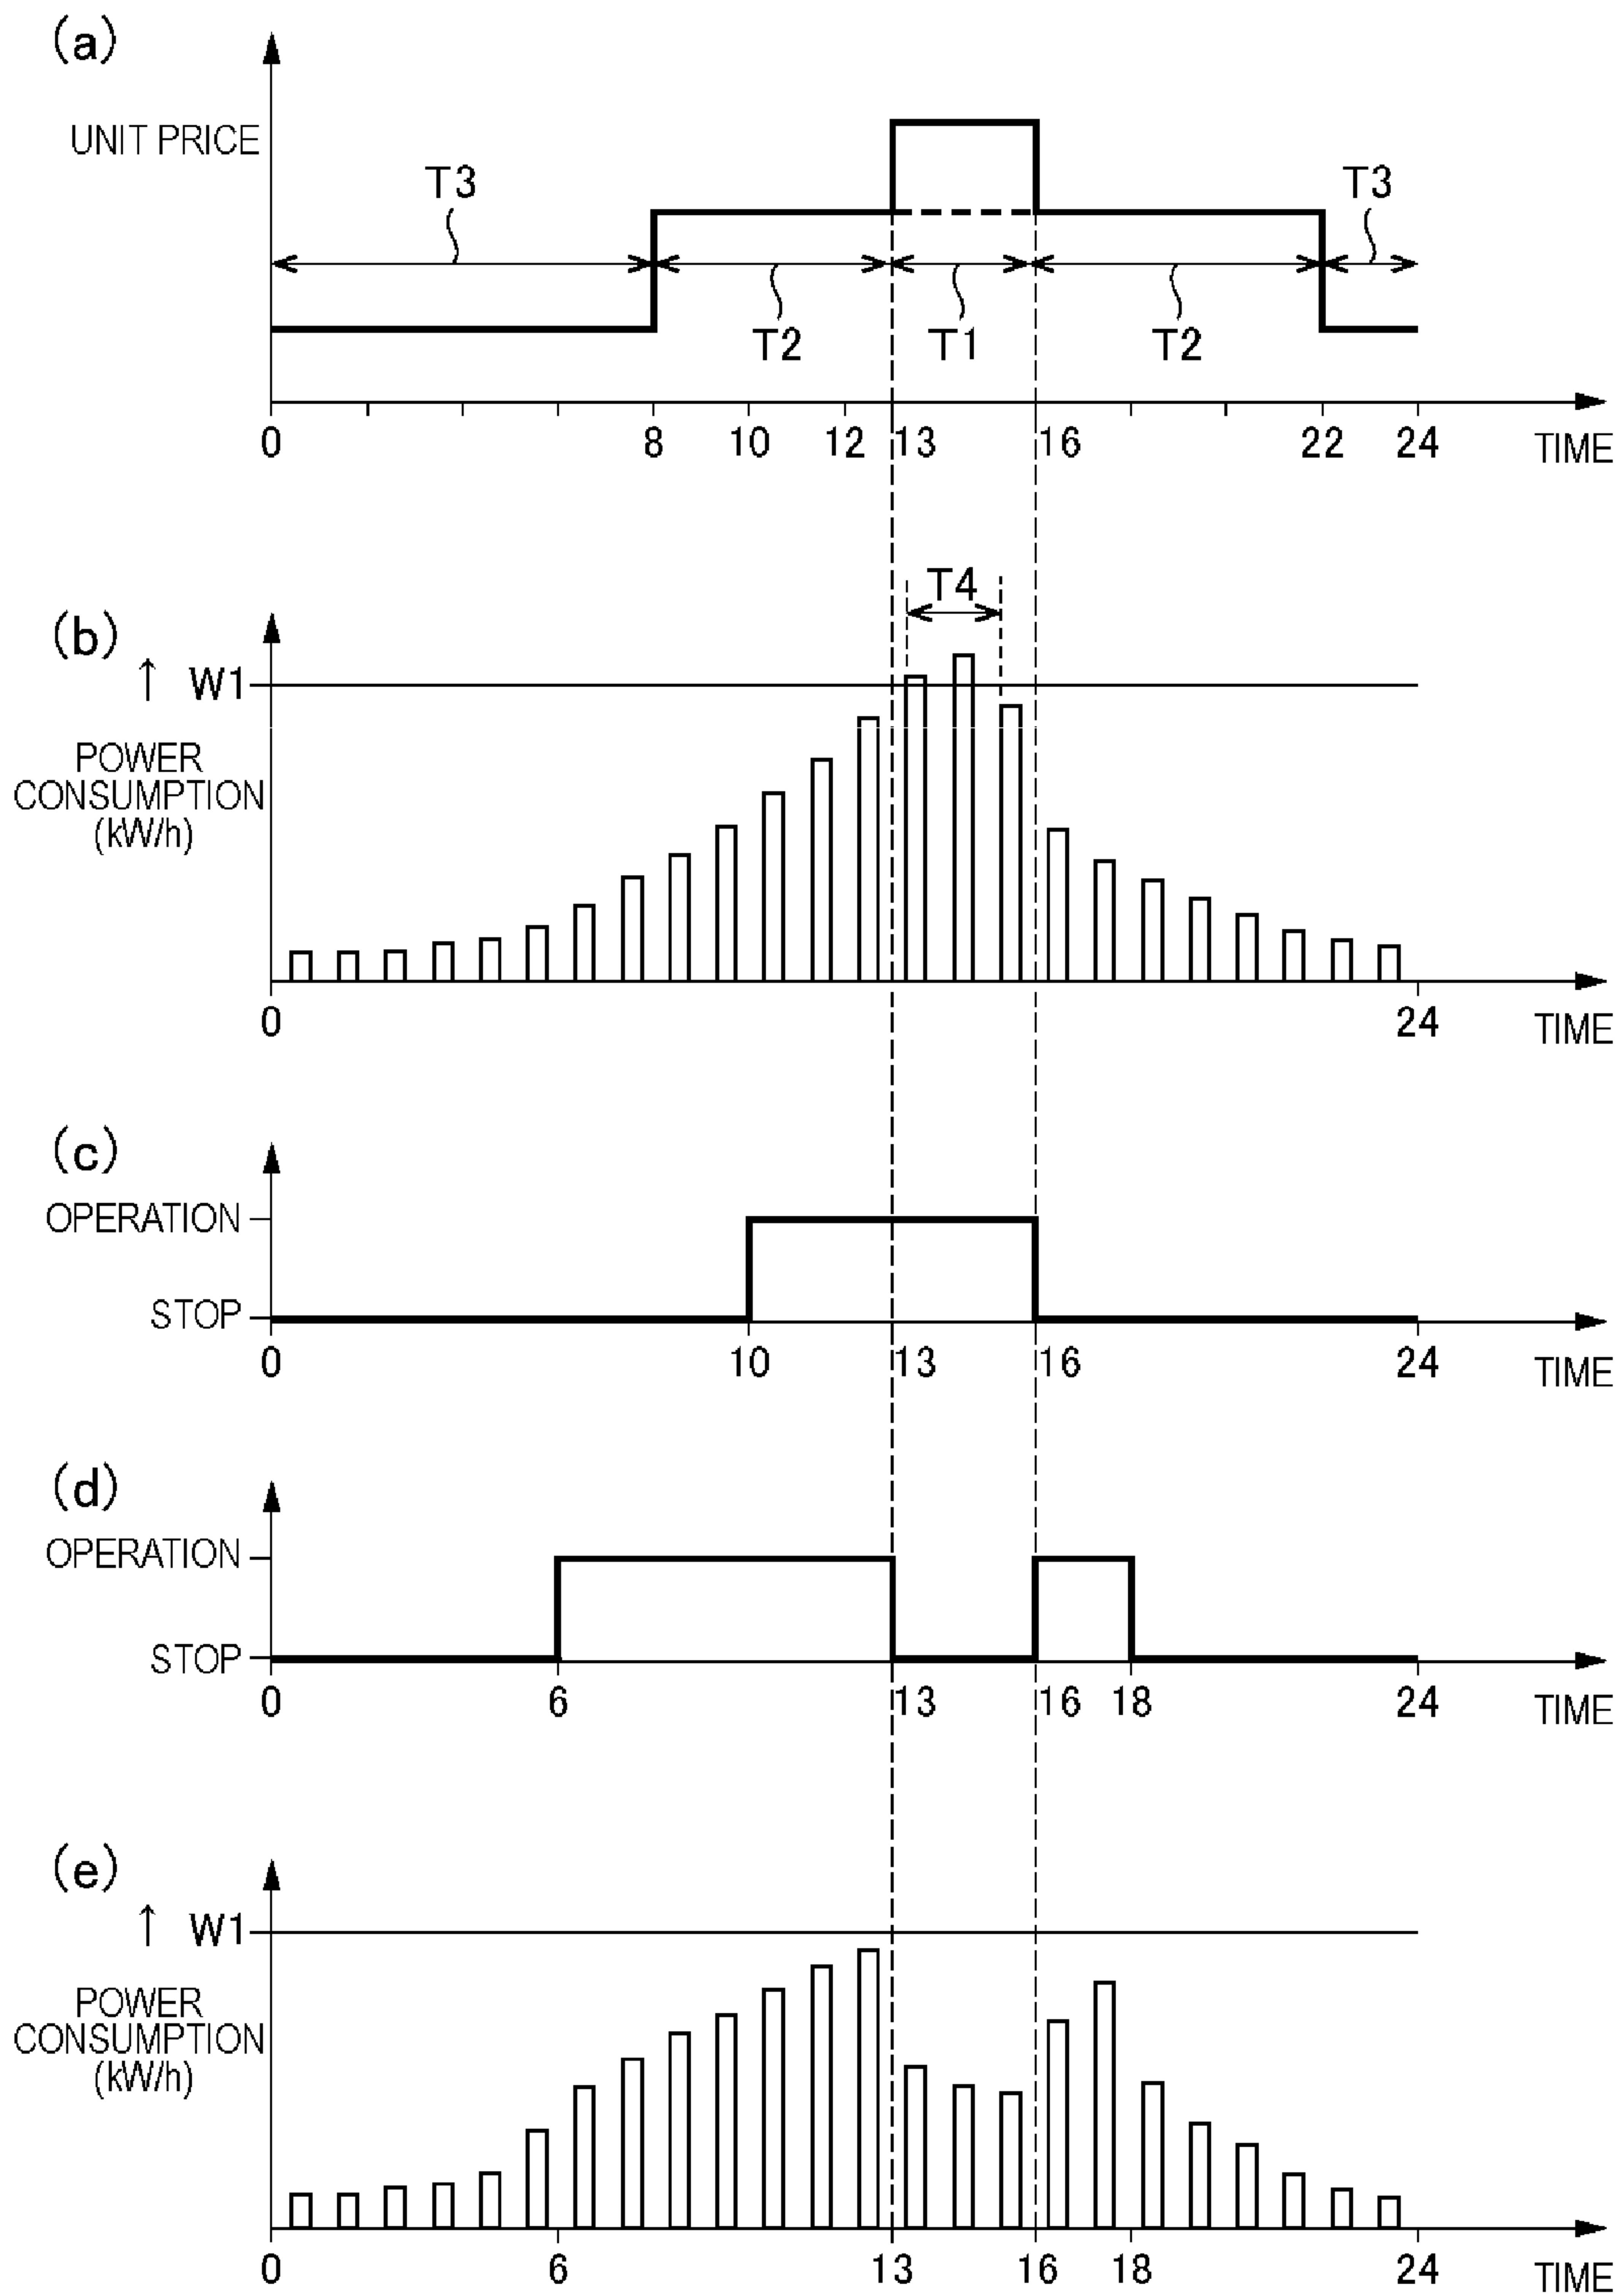 (a)
UNIT PRICE
T3
T3
T2
T1
T2
0
8
10
12
13
16
22
24
TIME
T4
(b)
↑ W1
POWER
CONSUMPTION
(kW/h)
0
24
TIME
(c)
OPERATION
STOP
0
10
13
16
24
TIME
(d)
OPERATION
STOP
0
6
13
16
18
24
TIME
(e)
↑ W1
POWER
CONSUMPTION
(kW/h)
0
6
13
16
18
24
TIME